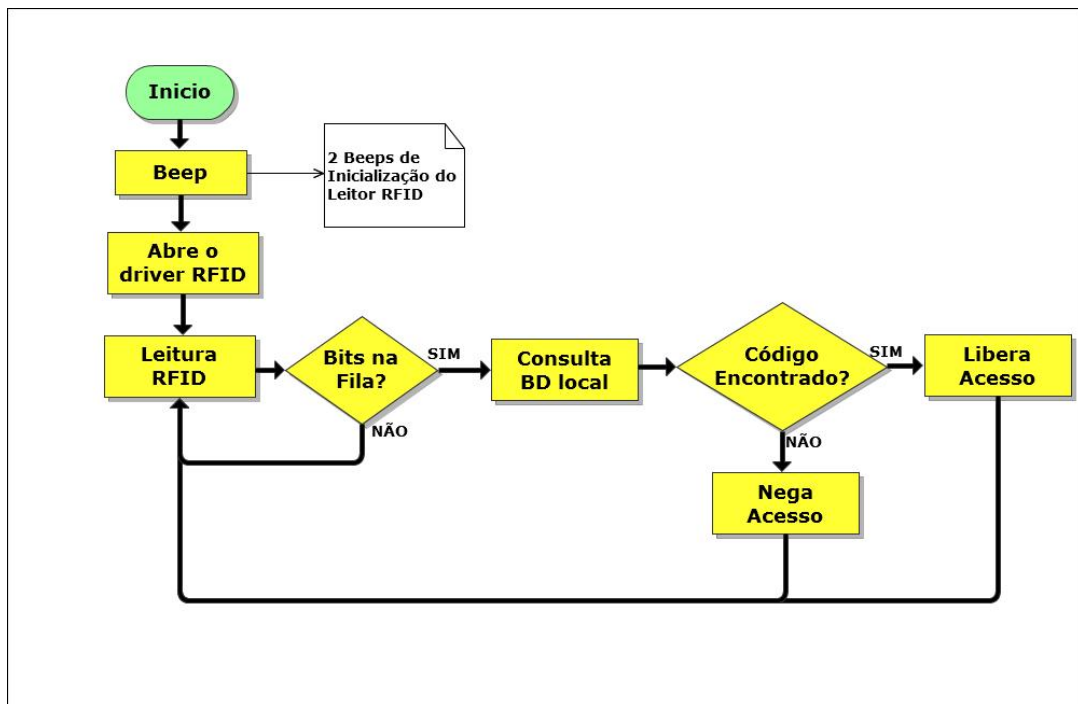 Inicio
Beep
2 Beeps de
Inicialização do
Leitor RFID
Abre o
driver RFID
Leitura
RFID
Bits na
Fila?
SIM
NÃO
Consulta
BD local
Código
Encontrado?
SIM
NÃO
Libera
Acesso
Nega
Acesso